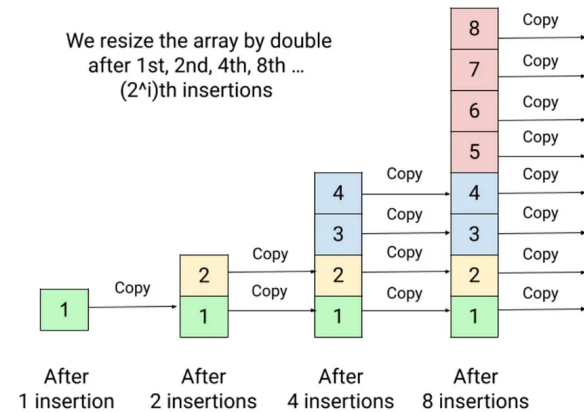 We resize the array by double
after 1st, 2nd, 4th, 8th ...
(2^i)th insertions
8 Copy
7 Copy
6 Copy
5 Copy
4 Copy 4 Copy
3 Copy 3 Copy
2 Copy 2 Copy 2 Copy
1 Copy 1 Copy 1 Copy 1 Copy
After After After After
1 insertion 2 insertions 4 insertions 8 insertions